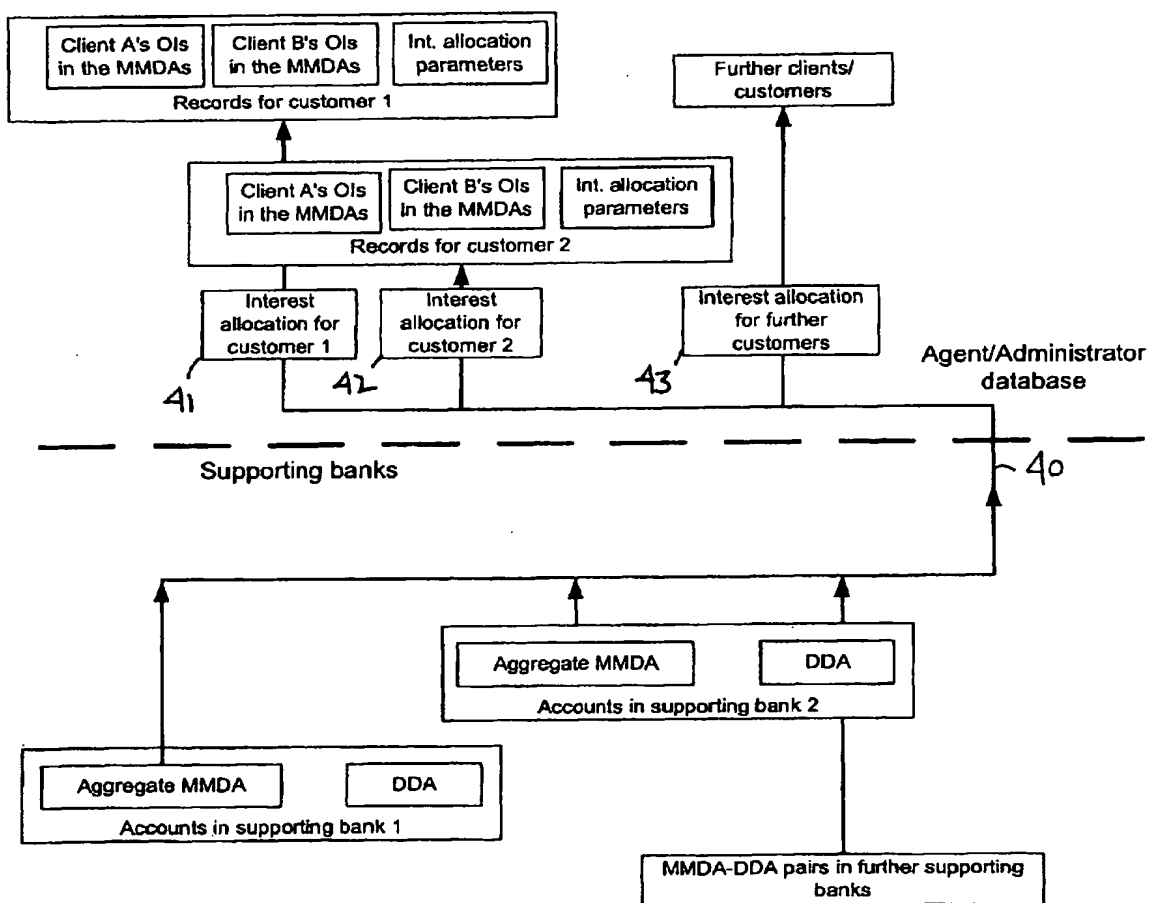 Client A's OIs
in the MMDAs
Client B's OIs
in the MMDAs
Int. allocation
parameters
Records for customer 1
Further clients/
customers
Client A's OIs
in the MMDAs
Client B's OIs
in the MMDAs
Int. allocation
parameters
Records for customer 2
Interest
allocation for
customer 1
Interest
allocation for
customer 2
Interest allocation
for further
customers
41
42
43
Agent/Administrator
database
Supporting banks
40
Aggregate MMDA
DDA
Accounts in supporting bank 2
Aggregate MMDA
DDA
Accounts in supporting bank 1
MMDA-DDA pairs in further supporting
banks